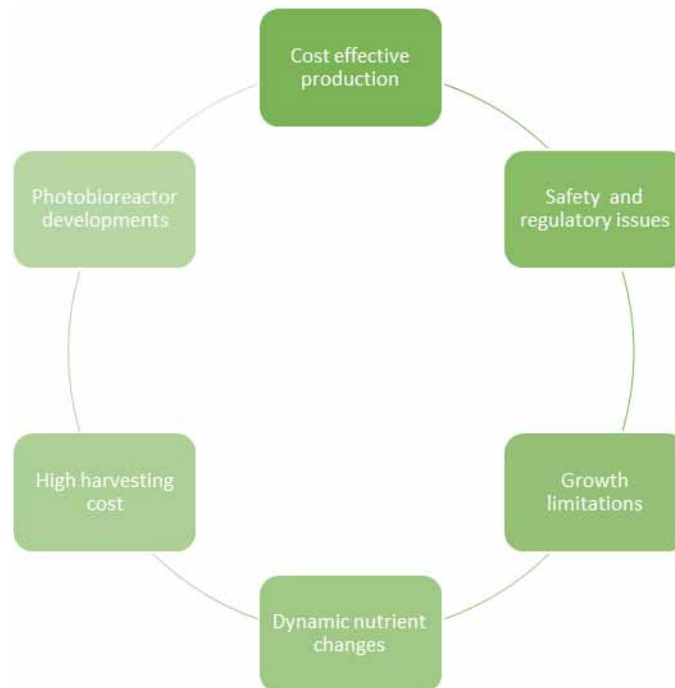 Cost effective
production
Safety and
regulatory issues
Growth
limitations
Dynamic nutrient
changes
High harvesting
cost
Photobioreactor
developments